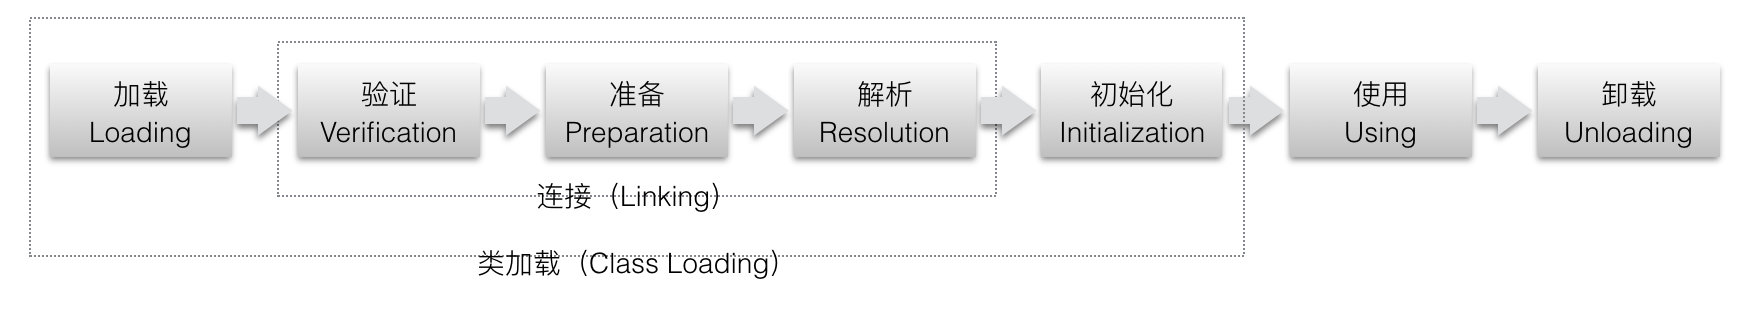 加载
Loading
验证
Verification
准备
Preparation
解析
Resolution
初始化
Initialization
使用
Using
卸载
Unloading
连接（Linking）
类加载（Class Loading）